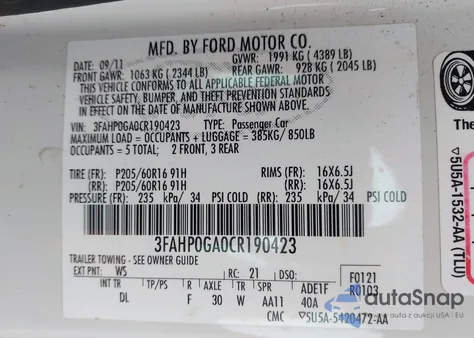 MFD. BY FORD MOTOR CO.
DATE: 09/11 GVWR: 1991 KG ( 4389 LB)
FRONT GAWR: 1063 KG ( 2344 LB) REAR GAWR: 928 KG ( 2045 LB)
THIS VEHICLE CONFORMS TO ALL APPLICABLE FEDERAL MOTOR
VEHICLE SAFETY, BUMPER, AND THEFT PREVENTION STANDARDS
IN EFFECT ON THE DATE OF MANUFACTURE SHOWN ABOVE.
VIN: 3FAHP0GA0CR190423 TYPE: Passenger Car
MAXIMUM LOAD = OCCUPANTS + LUGGAGE = 385KG/ 850LB
OCCUPANTS = 5 TOTAL; 2 FRONT, 3 REAR
TIRE (FR): P205/60R16 91H RIMS (FR): 16X6.5J
(RR): P205/60R16 91H (RR): 16X6.5J
PRESSURE (FR): 235 kPa/ 34 PSI COLD (RR): 235 kPa/ 34 PSI COLD
3FAHP0GA0CR190423
TRAILER TOWING - SEE OWNER GUIDE
EXT PNT: WS RC: 21 DSO: F0121
R0103
INT TR TP/PS R AXLE TR ADE1F
DL F 30 W AA11 40A
CMC ▽5U5A-5420472-AA
▽5U5A-1532-AA (TLU)
autaSnap
auta z aukcji USA i EU